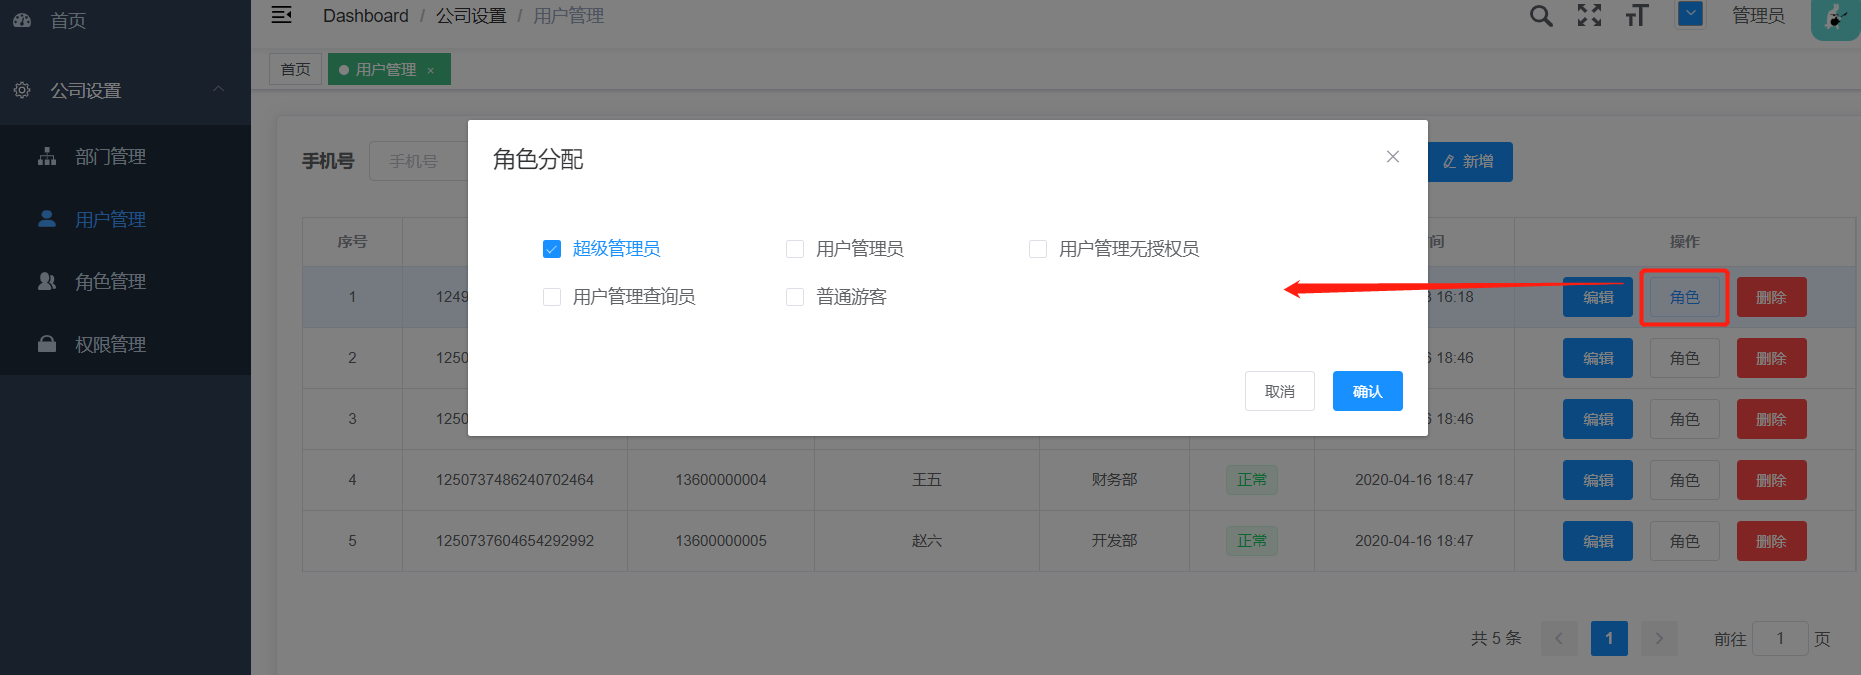 首页
公司设置
部门管理
用户管理
角色管理
权限管理
Dashboard / 公司设置 / 用户管理
管理员
首页
用户管理 ×
手机号 手机号
新增
角色分配
超级管理员 用户管理员 用户管理无授权员
用户管理查询员 普通游客
取消 确认
序号 间 操作
1 1249 16:18 编辑 角色 删除
2 1250 18:46 编辑 角色 删除
3 1250 18:46 编辑 角色 删除
4 1250737486240702464 13600000004 王五 财务部 正常 2020-04-16 18:47 编辑 角色 删除
5 1250737604654292992 13600000005 赵六 开发部 正常 2020-04-16 18:47 编辑 角色 删除
共 5 条 1 前往 1 页